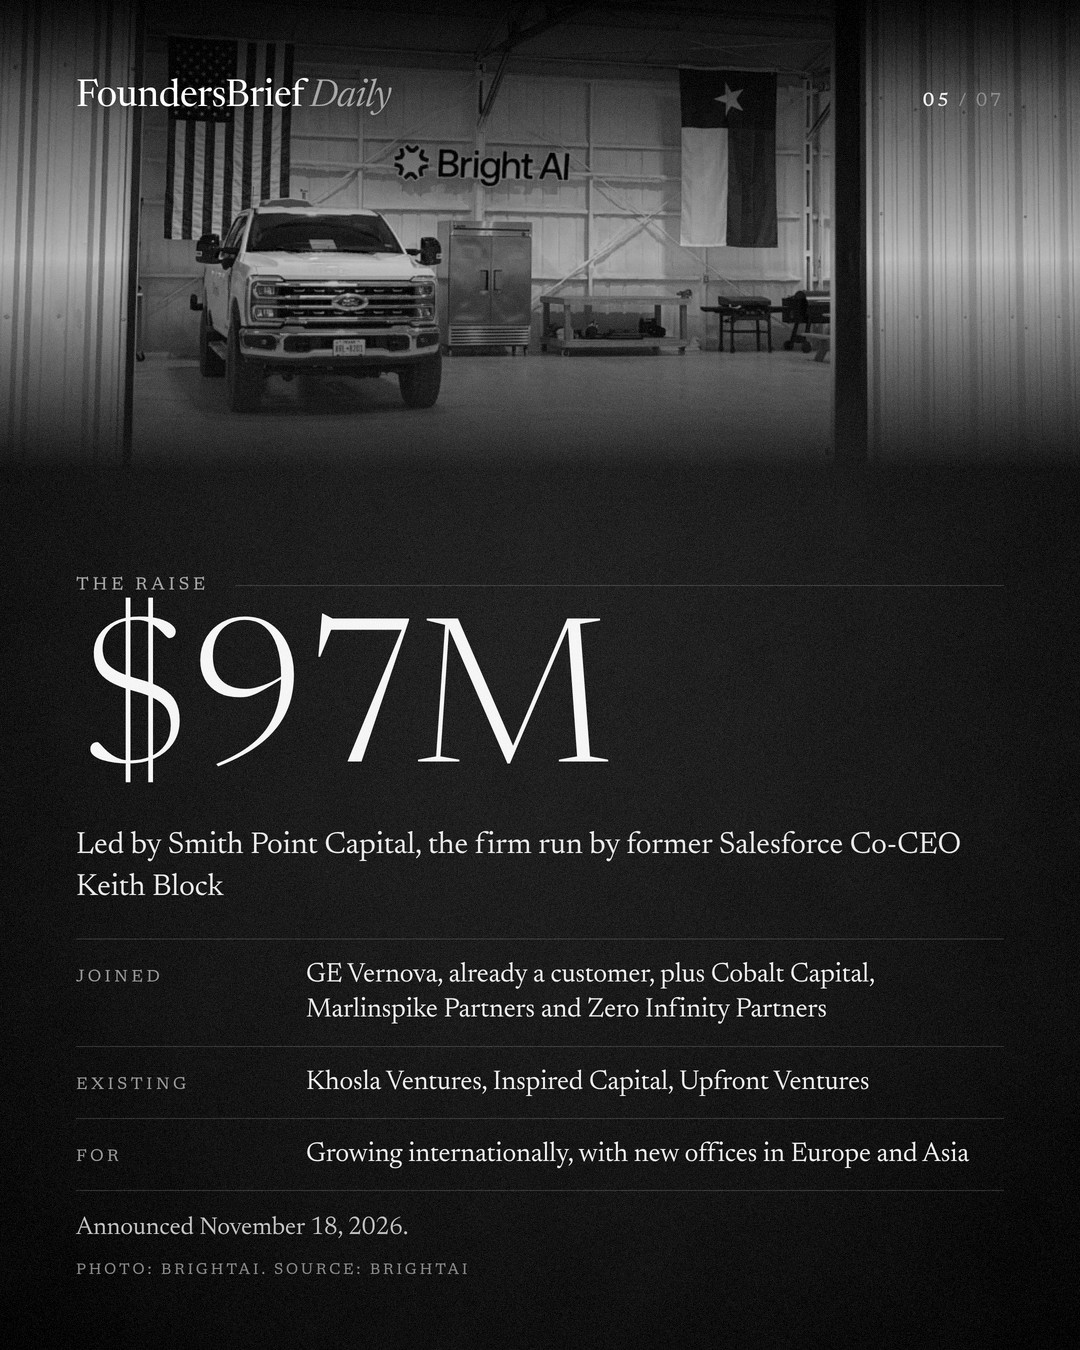 FoundersBrief Daily
05 / 07
Bright AI
THE RAISE
$97M
Led by Smith Point Capital, the firm run by former Salesforce Co-CEO
Keith Block
JOINED
GE Vernova, already a customer, plus Cobalt Capital,
Marlinspike Partners and Zero Infinity Partners
EXISTING
Khosla Ventures, Inspired Capital, Upfront Ventures
FOR
Growing internationally, with new offices in Europe and Asia
Announced November 18, 2026.
PHOTO: BRIGHTAI. SOURCE: BRIGHTAI